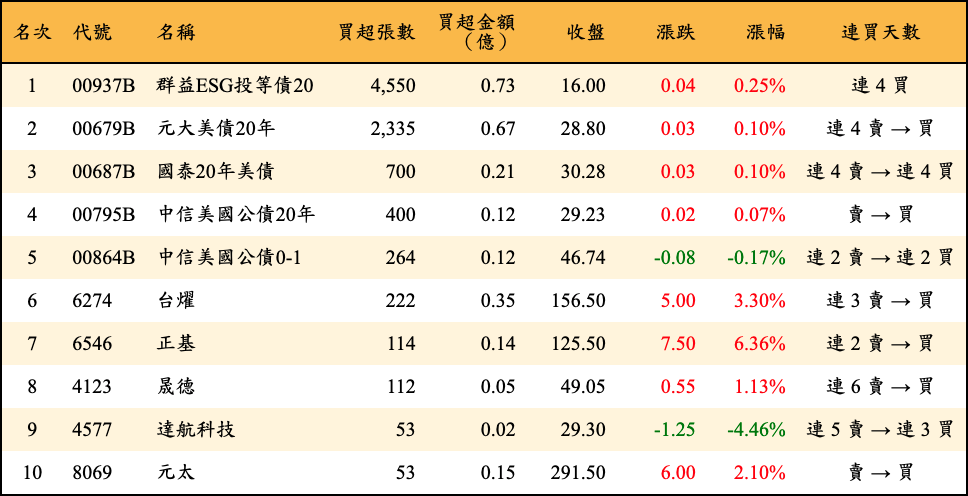 名次 代號 名稱 買超張數 買超金額（億） 收盤 漲跌 漲幅 連買天數
1 00937B 群益ESG投等債20 4,550 0.73 16.00 0.04 0.25% 連 4 買
2 00679B 元大美債20年 2,335 0.67 28.80 0.03 0.10% 連 4 賣 → 買
3 00687B 國泰20年美債 700 0.21 30.28 0.03 0.10% 連 4 賣 → 連 4 買
4 00795B 中信美國公債20年 400 0.12 29.23 0.02 0.07% 賣 → 買
5 00864B 中信美國公債0-1 264 0.12 46.74 -0.08 -0.17% 連 2 賣 → 連 2 買
6 6274 台燿 222 0.35 156.50 5.00 3.30% 連 3 賣 → 買
7 6546 正基 114 0.14 125.50 7.50 6.36% 連 2 賣 → 買
8 4123 晟德 112 0.05 49.05 0.55 1.13% 連 6 賣 → 買
9 4577 達航科技 53 0.02 29.30 -1.25 -4.46% 連 5 賣 → 連 3 買
10 8069 元太 53 0.15 291.50 6.00 2.10% 賣 → 買